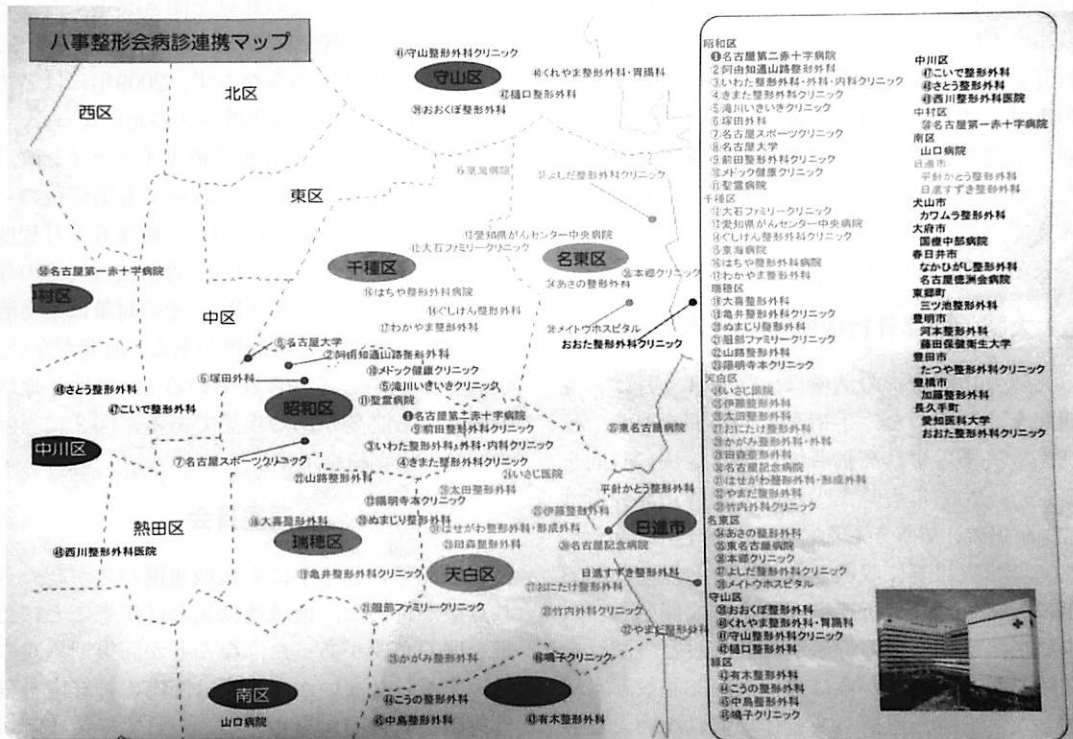 八事整形会病診連携マップ
西区
北区
㊶守山整形外科クリニック
守山区
㊵くれやま整形外科・胃腸科
㊷樋口整形外科
㊴おおくぼ整形外科
東区
⑮東海病院
㊲よしだ整形外科クリニック
⑬愛知県がんセンター中央病院
⑫大石ファミリークリニック
千種区
名東区
㊱本郷クリニック
㉞あさの整形外科
㊿名古屋第一赤十字病院
中村区
⑯はちや整形外科病院
⑭ぐしけん整形外科
⑰わかやま整形外科
㊳メイトウホスピタル
おおた整形外科クリニック
中区
⑧名古屋大学
②阿由知通山路整形外科
⑩メドック健康クリニック
⑥塚田外科
⑤滝川いきいきクリニック
⑪聖霊病院
㊽さとう整形外科
㊼こいで整形外科
昭和区
❶名古屋第二赤十字病院
⑨前田整形外科クリニック
③いわた整形外科・外科・内科クリニック
④きまた整形外科クリニック
㉟東名古屋病院
中川区
⑦名古屋スポーツクリニック
㉒山路整形外科
㉔いさじ医院
㉖太田整形外科
平針かとう整形外科
㉓陽明寺本クリニック
㉕伊藤整形外科
熱田区
⑱大喜整形外科
⑳ぬまじり整形外科
㉛はせがわ整形外科・形成外科
日進市
瑞穂区
㉙田森整形外科
㉚名古屋記念病院
㊾西川整形外科医院
⑲亀井整形外科クリニック
天白区
日進すずき整形外科
㉗おにたけ整形外科
㉑服部ファミリークリニック
㉝竹内外科クリニック
㉜やまだ整形外科
㉘かがみ整形外科
㊻鳴子クリニック
南区
山口病院
㊹こうの整形外科
㊺中島整形外科
㊸有木整形外科
昭和区
❶名古屋第二赤十字病院
②阿由知通山路整形外科
③いわた整形外科・外科・内科クリニック
④きまた整形外科クリニック
⑤滝川いきいきクリニック
⑥塚田外科
⑦名古屋スポーツクリニック
⑧名古屋大学
⑨前田整形外科クリニック
⑩メドック健康クリニック
⑪聖霊病院
千種区
⑫大石ファミリークリニック
⑬愛知県がんセンター中央病院
⑭ぐしけん整形外科クリニック
⑮東海病院
⑯はちや整形外科病院
⑰わかやま整形外科
瑞穂区
⑱大喜整形外科
⑲亀井整形外科クリニック
⑳ぬまじり整形外科
㉑服部ファミリークリニック
㉒山路整形外科
㉓陽明寺本クリニック
天白区
㉔いさじ医院
㉕伊藤整形外科
㉖太田整形外科
㉗おにたけ整形外科
㉘かがみ整形外科・外科
㉙田森整形外科
㉚名古屋記念病院
㉛はせがわ整形外科・形成外科
㉜やまだ整形外科
㉝竹内外科クリニック
名東区
㉞あさの整形外科
㉟東名古屋病院
㊱本郷クリニック
㊲よしだ整形外科クリニック
㊳メイトウホスピタル
守山区
㊴おおくぼ整形外科
㊵くれやま整形外科・胃腸科
㊶守山整形外科クリニック
㊷樋口整形外科
緑区
㊸有木整形外科
㊹こうの整形外科
㊺中島整形外科
㊻鳴子クリニック
中川区
㊼こいで整形外科
㊽さとう整形外科
㊾西川整形外科医院
中村区
㊿名古屋第一赤十字病院
南区
山口病院
日進市
平針かとう整形外科
日進すずき整形外科
犬山市
カワムラ整形外科
大府市
国療中部病院
春日井市
なかひがし整形外科
名古屋徳洲会病院
東郷町
三ツ池整形外科
豊明市
河本整形外科
藤田保健衛生大学
豊田市
たつや整形外科クリニック
豊橋市
加藤整形外科
長久手町
愛知医科大学
おおた整形外科クリニック